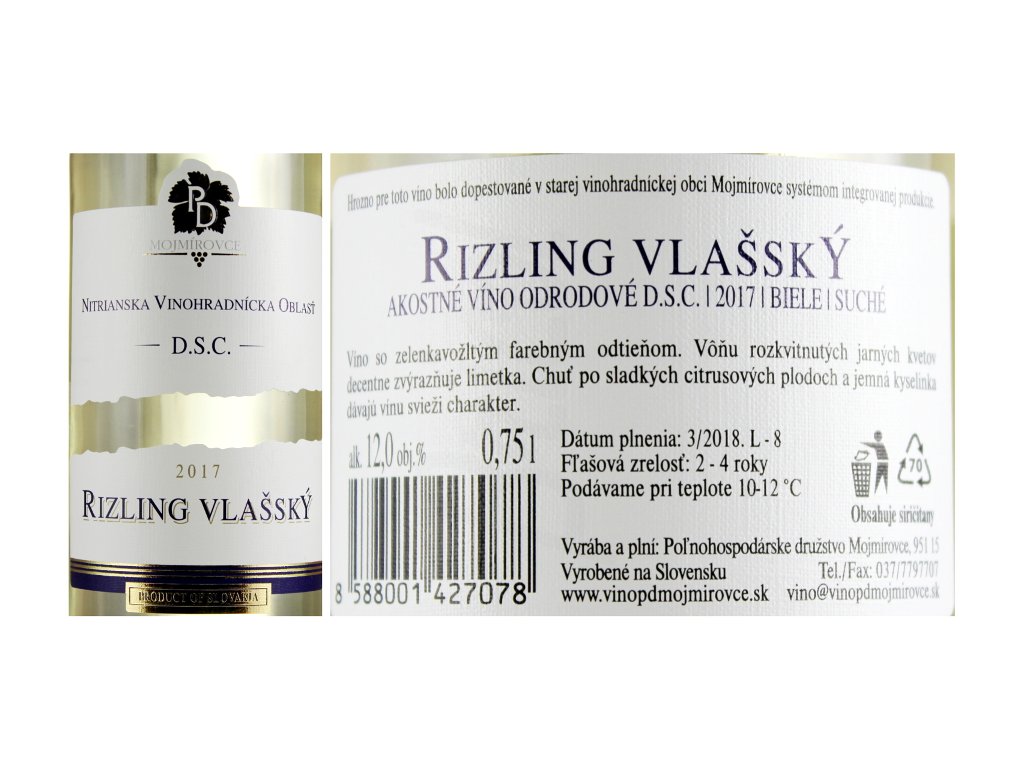 PD
MOJMÍROVCE
NITRIANSKA VINOHRADNÍCKA OBLASŤ
D.S.C.
2017
RIZLING VLAŠSKÝ
PRODUCT OF SLOVAKIA
Hrozno pre toto víno bolo dopestované v starej vinohradníckej obci Mojmírovce systémom integrovanej produkcie.
RIZLING VLAŠSKÝ
AKOSTNÉ VÍNO ODRODOVÉ D.S.C. | 2017 | BIELE | SUCHÉ
Víno so zelenkavožltým farebným odtieňom. Vôňu rozkvitnutých jarných kvetov
decentne zvýrazňuje limetka. Chuť po sladkých citrusových plodoch a jemná kyselinka
dávajú vínu svieži charakter.
alk. 12,0 obj.% 0,75 l
8 588001 427078
Dátum plnenia: 3/2018. L - 8
Fľašová zrelosť: 2 - 4 roky
Podávame pri teplote 10-12 °C
70
Obsahuje siričitany
Vyrába a plní: Poľnohospodárske družstvo Mojmírovce, 951 15
Vyrobené na Slovensku Tel./Fax: 037/7797707
www.vinopdmojmirovce.sk vino@vinopdmojmirovce.sk